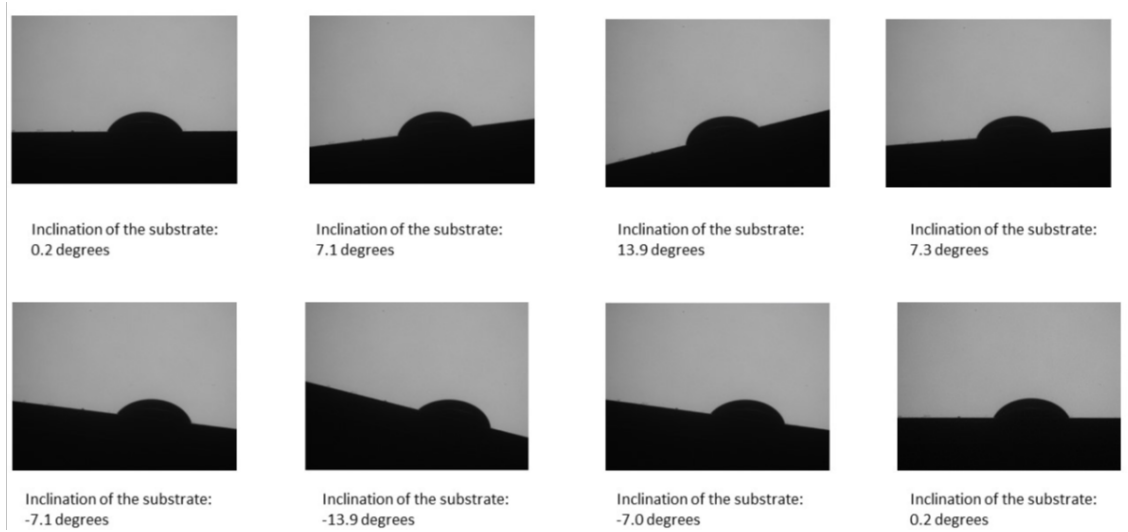 Inclination of the substrate:
0.2 degrees
Inclination of the substrate:
7.1 degrees
Inclination of the substrate:
13.9 degrees
Inclination of the substrate:
7.3 degrees
Inclination of the substrate:
-7.1 degrees
Inclination of the substrate:
-13.9 degrees
Inclination of the substrate:
-7.0 degrees
Inclination of the substrate:
0.2 degrees